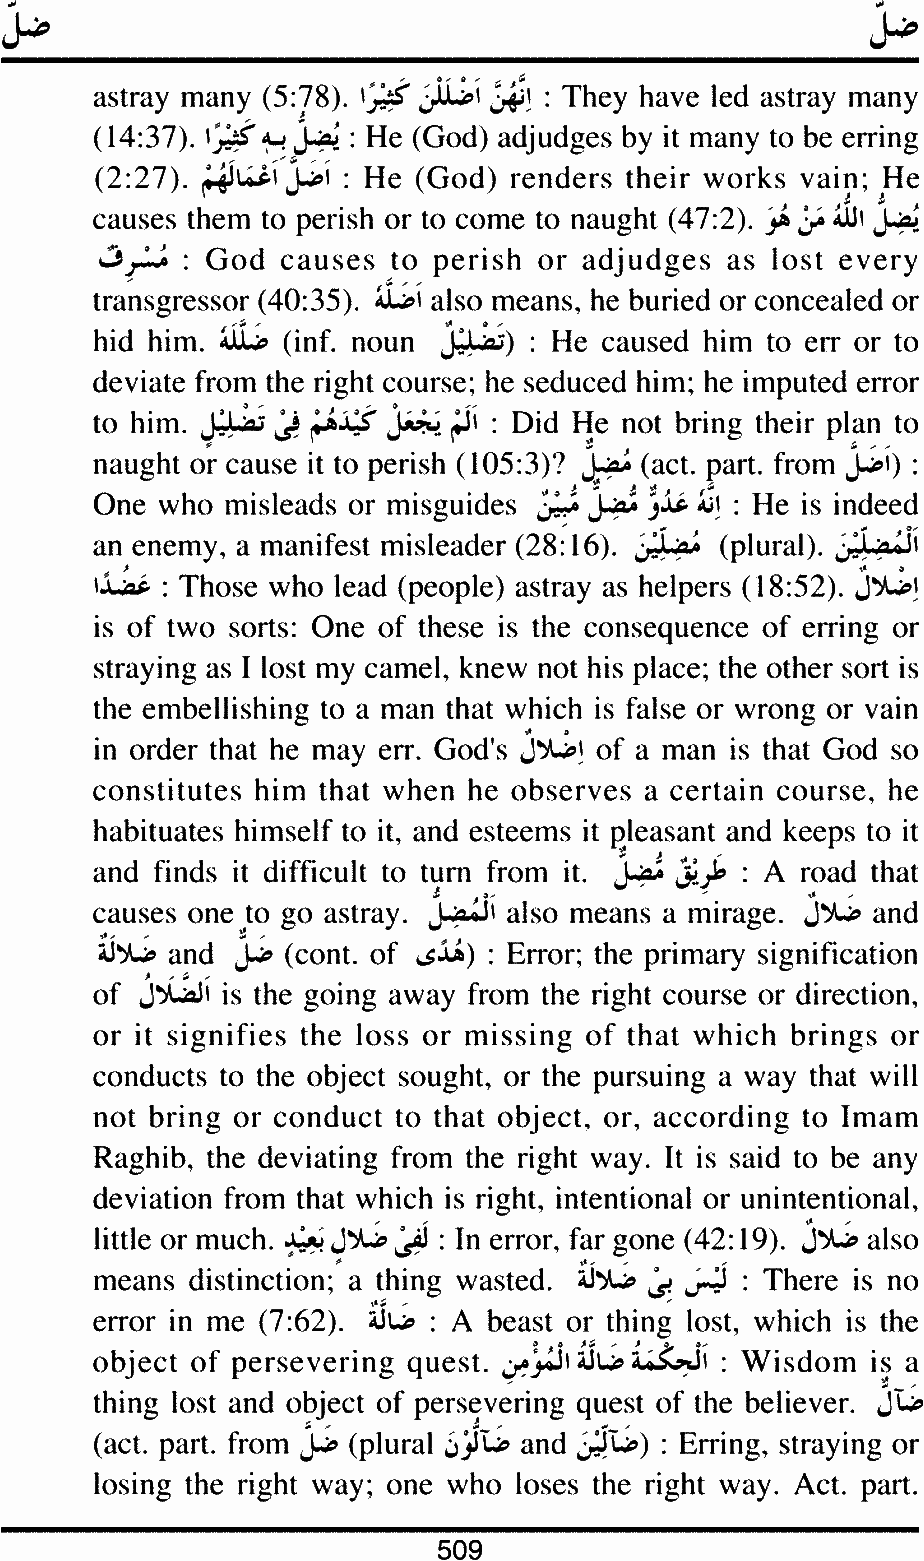 ضلّ ضلّ
astray many (5:78). اِنَّهُنَّ اَضْلَلْنَ كَثِيْرًا : They have led astray many
(14:37). يُضِلُّ بِهٖ كَثِيْرًا : He (God) adjudges by it many to be erring
(2:27). اَضَلَّ اَعْمَالَهُمْ : He (God) renders their works vain; He
causes them to perish or to come to naught (47:2). يُضِلُّ اللّٰهُ مَنْ هُوَ
مُسْرِفٌ : God causes to perish or adjudges as lost every
transgressor (40:35). اَضَلَّهُ also means, he buried or concealed or
hid him. ضَلَّلَهُ (inf. noun تَضْلِيْلٌ) : He caused him to err or to
deviate from the right course; he seduced him; he imputed error
to him. اَلَمْ يَجْعَلْ كَيْدَهُمْ فِيْ تَضْلِيْلٍ : Did He not bring their plan to
naught or cause it to perish (105:3)? مُضِلٌّ (act. part. from اَضَلَّ) :
One who misleads or misguides اِنَّهُ عَدُوٌّ مُّضِلٌّ مُّبِيْنٌ : He is indeed
an enemy, a manifest misleader (28:16). مُضِلِّيْنَ (plural). اَلْمُضِلِّيْنَ
عَضُدًا : Those who lead (people) astray as helpers (18:52). اِضْلَالٌ
is of two sorts: One of these is the consequence of erring or
straying as I lost my camel, knew not his place; the other sort is
the embellishing to a man that which is false or wrong or vain
in order that he may err. God's اِضْلَالٌ of a man is that God so
constitutes him that when he observes a certain course, he
habituates himself to it, and esteems it pleasant and keeps to it
and finds it difficult to turn from it. طَرِيْقٌ مُّضِلٌّ : A road that
causes one to go astray. اَلْمُضِلُّ also means a mirage. ضَلَالٌ and
ضَلَالَةٌ and ضَلٌّ (cont. of هُدًى) : Error; the primary signification
of اَلضَّلَالُ is the going away from the right course or direction,
or it signifies the loss or missing of that which brings or
conducts to the object sought, or the pursuing a way that will
not bring or conduct to that object, or, according to Imam
Raghib, the deviating from the right way. It is said to be any
deviation from that which is right, intentional or unintentional,
little or much. لَفِيْ ضَلَالٍ بَعِيْدٍ : In error, far gone (42:19). ضَلَالٌ also
means distinction; a thing wasted. لَيْسَ بِيْ ضَلَالَةٌ : There is no
error in me (7:62). ضَالَّةٌ : A beast or thing lost, which is the
object of persevering quest. اَلْحِكْمَةُ ضَالَّةُ الْمُؤْمِنِ : Wisdom is a
thing lost and object of persevering quest of the believer. ضَآلٌّ
(act. part. from ضَلَّ (plural ضَآلُّوْنَ and ضَآلِّيْنَ) : Erring, straying or
losing the right way; one who loses the right way. Act. part.
509